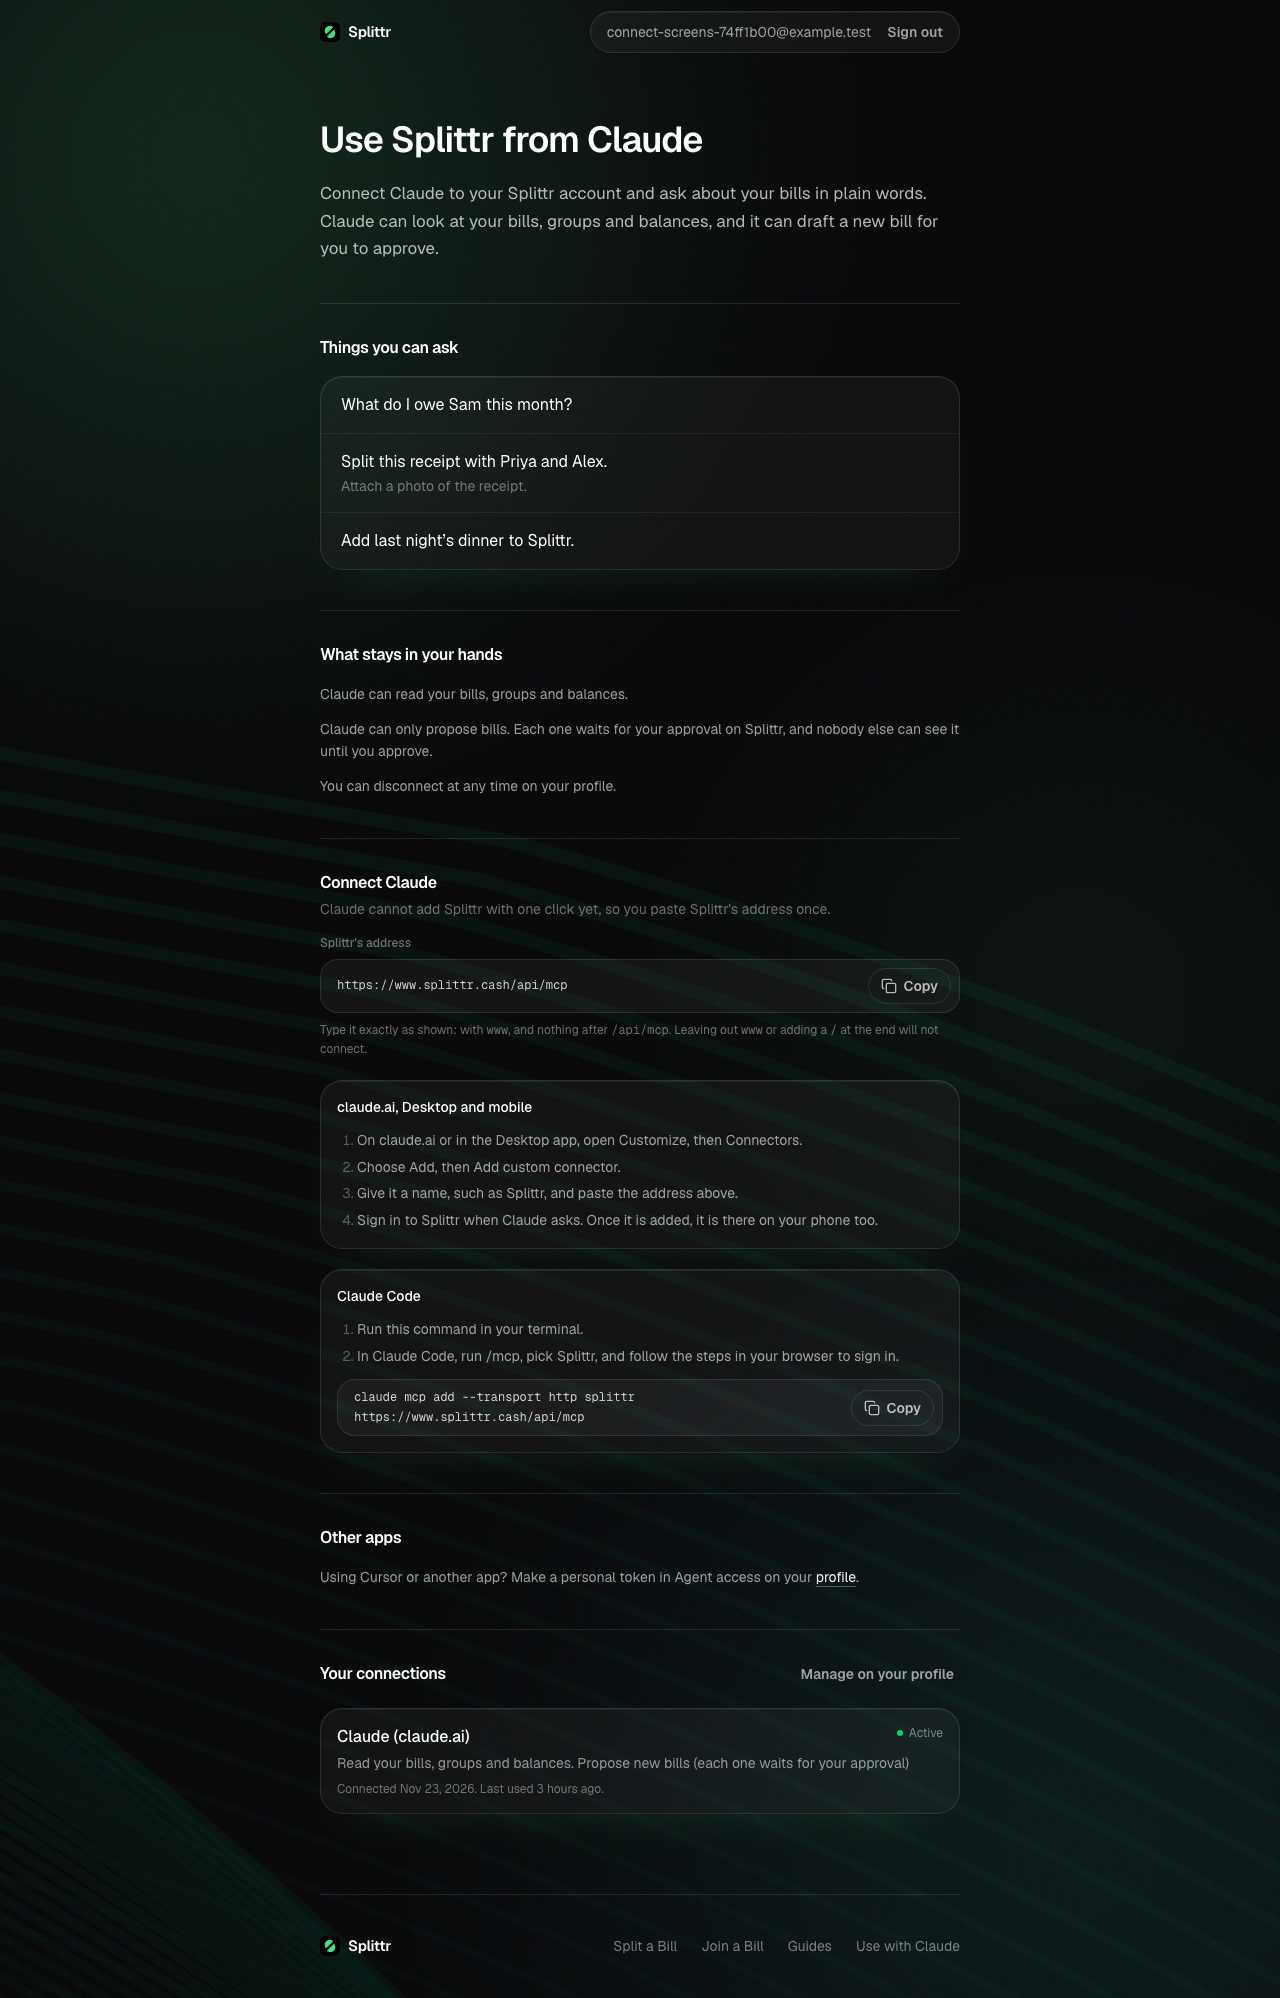 Splittr
connect-screens-74ff1b00@example.test Sign out
Use Splittr from Claude
Connect Claude to your Splittr account and ask about your bills in plain words.
Claude can look at your bills, groups and balances, and it can draft a new bill for
you to approve.
Things you can ask
What do I owe Sam this month?
Split this receipt with Priya and Alex.
Attach a photo of the receipt.
Add last night’s dinner to Splittr.
What stays in your hands
Claude can read your bills, groups and balances.
Claude can only propose bills. Each one waits for your approval on Splittr, and nobody else can see it
until you approve.
You can disconnect at any time on your profile.
Connect Claude
Claude cannot add Splittr with one click yet, so you paste Splittr’s address once.
Splittr’s address
https://www.splittr.cash/api/mcp
Copy
Type it exactly as shown: with www, and nothing after /api/mcp. Leaving out www or adding a / at the end will not
connect.
claude.ai, Desktop and mobile
1. On claude.ai or in the Desktop app, open Customize, then Connectors.
2. Choose Add, then Add custom connector.
3. Give it a name, such as Splittr, and paste the address above.
4. Sign in to Splittr when Claude asks. Once it is added, it is there on your phone too.
Claude Code
1. Run this command in your terminal.
2. In Claude Code, run /mcp, pick Splittr, and follow the steps in your browser to sign in.
claude mcp add --transport http splittr
https://www.splittr.cash/api/mcp
Copy
Other apps
Using Cursor or another app? Make a personal token in Agent access on your profile.
Your connections
Manage on your profile
Claude (claude.ai)
Active
Read your bills, groups and balances. Propose new bills (each one waits for your approval)
Connected Nov 23, 2026. Last used 3 hours ago.
Splittr
Split a Bill Join a Bill Guides Use with Claude